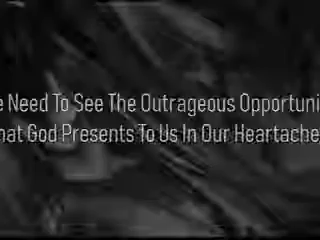 e Need To See The Outrageous Opportuni
hat God Presents To Us In Our Heartache